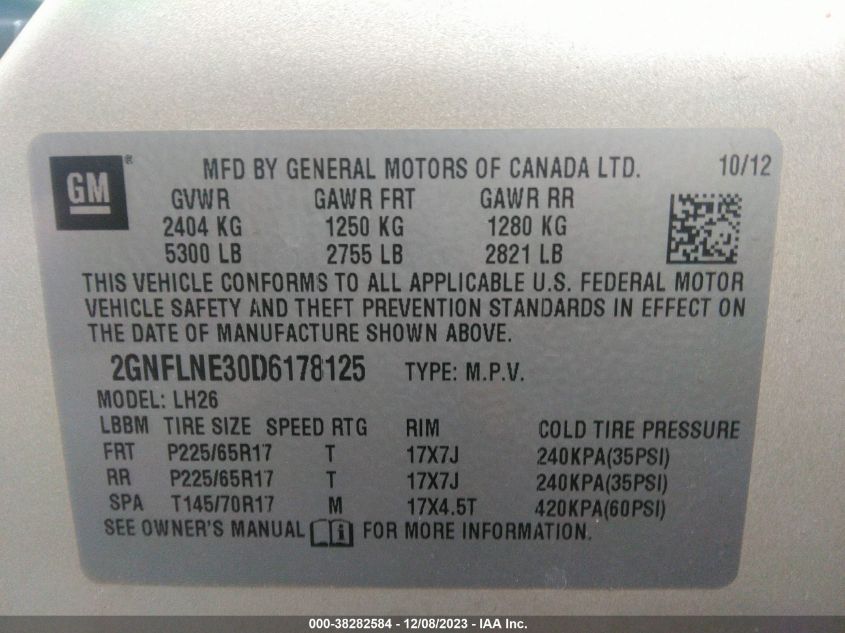 GM ®
MFD BY GENERAL MOTORS OF CANADA LTD. 10/12
GVWR GAWR FRT GAWR RR
2404 KG 1250 KG 1280 KG
5300 LB 2755 LB 2821 LB
THIS VEHICLE CONFORMS TO ALL APPLICABLE U.S. FEDERAL MOTOR
VEHICLE SAFETY AND THEFT PREVENTION STANDARDS IN EFFECT ON
THE DATE OF MANUFACTURE SHOWN ABOVE.
2GNFLNE30D6178125 TYPE: M.P.V.
MODEL: LH26
LBBM TIRE SIZE SPEED RTG RIM COLD TIRE PRESSURE
FRT P225/65R17 T 17X7J 240KPA(35PSI)
RR P225/65R17 T 17X7J 240KPA(35PSI)
SPA T145/70R17 M 17X4.5T 420KPA(60PSI)
SEE OWNER'S MANUAL i FOR MORE INFORMATION.
000-38282584 - 12/08/2023 - IAA Inc.